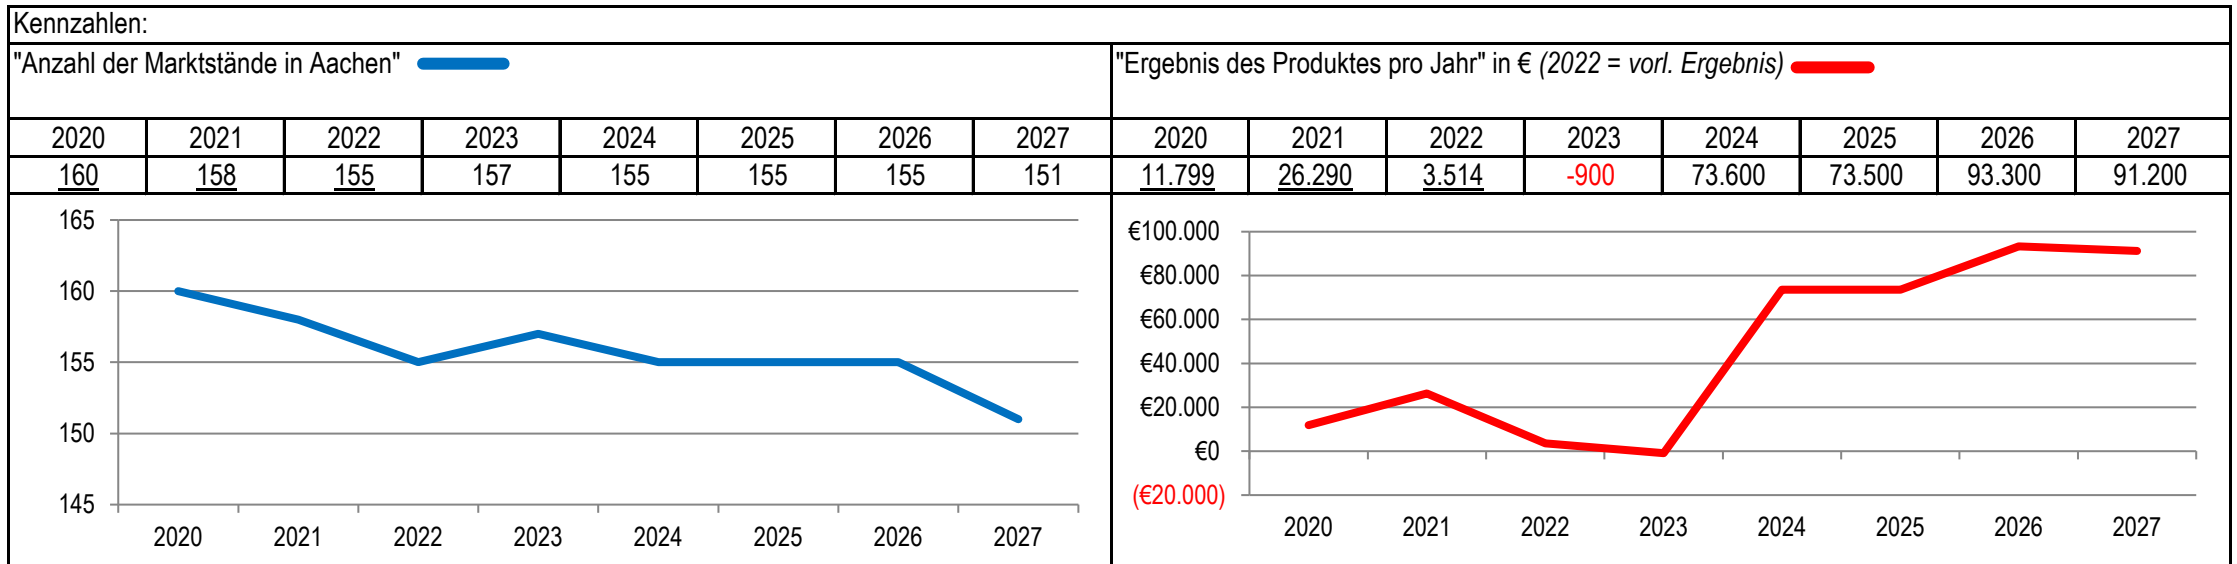 Kennzahlen:
"Anzahl der Marktstände in Aachen"
"Ergebnis des Produktes pro Jahr" in € (2022 = vorl. Ergebnis)
2020 2021 2022 2023 2024 2025 2026 2027 2020 2021 2022 2023 2024 2025 2026 2027
160 158 155 157 155 155 155 151 11.799 26.290 3.514 -900 73.600 73.500 93.300 91.200
165
160
155
150
145
2020 2021 2022 2023 2024 2025 2026 2027
€100.000
€80.000
€60.000
€40.000
€20.000
€0
(€20.000)
2020 2021 2022 2023 2024 2025 2026 2027